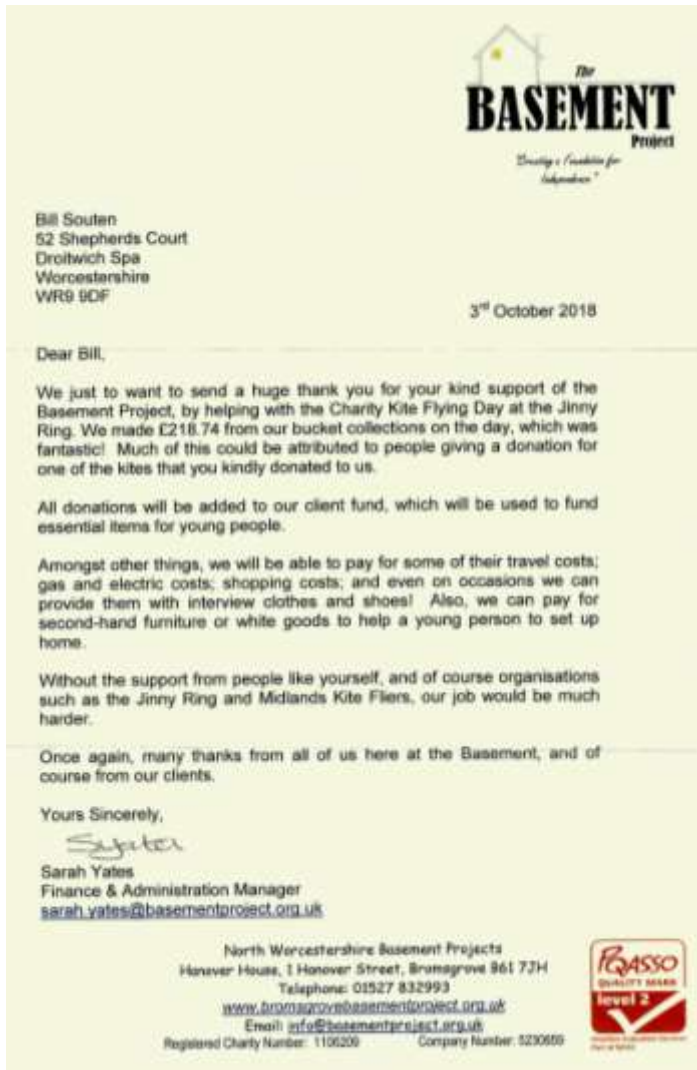 The
BASEMENT
Project
"Creating a Foundation for
Independence"
Bill Souten
52 Shepherds Court
Droitwich Spa
Worcestershire
WR9 9DF
3rd October 2018
Dear Bill,
We just to want to send a huge thank you for your kind support of the
Basement Project, by helping with the Charity Kite Flying Day at the Jinny
Ring. We made £218.74 from our bucket collections on the day, which was
fantastic! Much of this could be attributed to people giving a donation for
one of the kites that you kindly donated to us.
All donations will be added to our client fund, which will be used to fund
essential items for young people.
Amongst other things, we will be able to pay for some of their travel costs;
gas and electric costs; shopping costs; and even on occasions we can
provide them with interview clothes and shoes! Also, we can pay for
second-hand furniture or white goods to help a young person to set up
home.
Without the support from people like yourself, and of course organisations
such as the Jinny Ring and Midlands Kite Fliers, our job would be much
harder.
Once again, many thanks from all of us here at the Basement, and of
course from our clients.
Yours Sincerely,
Syates
Sarah Yates
Finance & Administration Manager
sarah.yates@basementproject.org.uk
North Worcestershire Basement Projects
Hanover House, 1 Hanover Street, Bromsgrove B61 7JH
Telephone: 01527 832993
www.bromsgrovebasementproject.org.uk
Email: info@basementproject.org.uk
Registered Charity Number: 1106209 Company Number: 5230659
PQASSO
QUALITY MARK
level 2